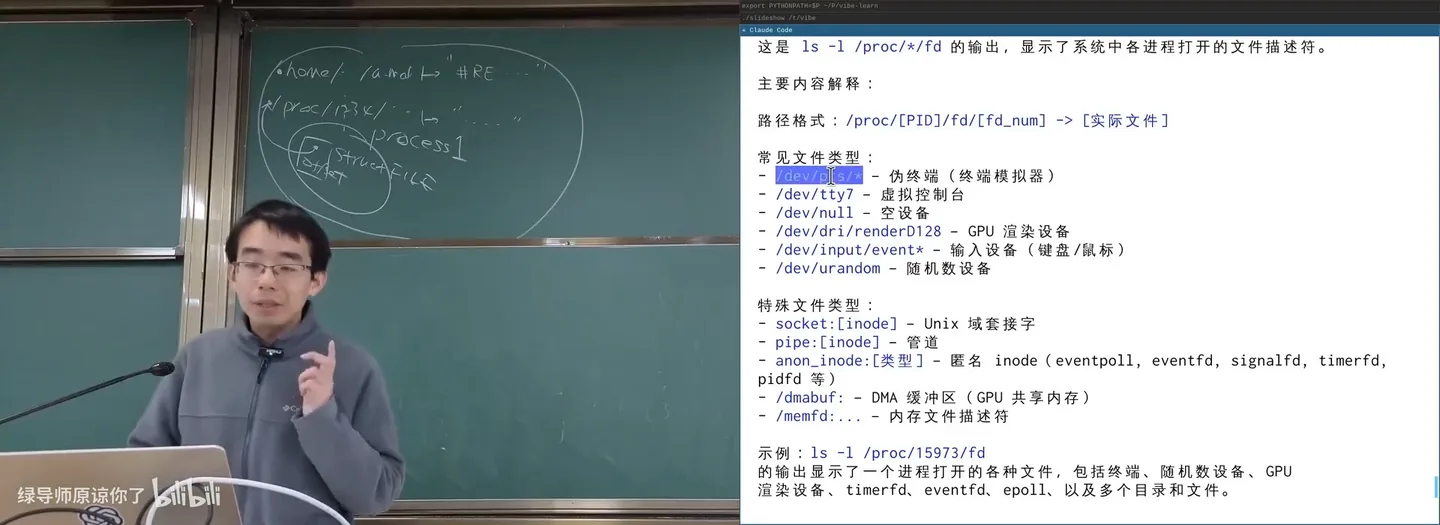 home/
"#RE ...."
/proc/1234/...
process1
struct FILE
绿导师原谅你了 bilibili
export PYTHONPATH=$P ~/P/vibe-learn
./slideshow /t/vibe
Claude Code
这是 ls -l /proc/*/fd 的输出，显示了系统中各进程打开的文件描述符。
主要内容解释：
路径格式：/proc/[PID]/fd/[fd_num] -> [实际文件]
常见文件类型：
- /dev/pts/* - 伪终端（终端模拟器）
- /dev/tty7 - 虚拟控制台
- /dev/null - 空设备
- /dev/dri/renderD128 - GPU 渲染设备
- /dev/input/event* - 输入设备（键盘/鼠标）
- /dev/urandom - 随机数设备
特殊文件类型：
- socket:[inode] - Unix 域套接字
- pipe:[inode] - 管道
- anon_inode:[类型] - 匿名 inode（eventpoll, eventfd, signalfd, timerfd,
pidfd 等）
- /dmabuf: - DMA 缓冲区（GPU 共享内存）
- /memfd:... - 内存文件描述符
示例：ls -l /proc/15973/fd
的输出显示了一个进程打开的各种文件，包括终端、随机数设备、GPU
渲染设备、timerfd、eventfd、epoll、以及多个目录和文件。